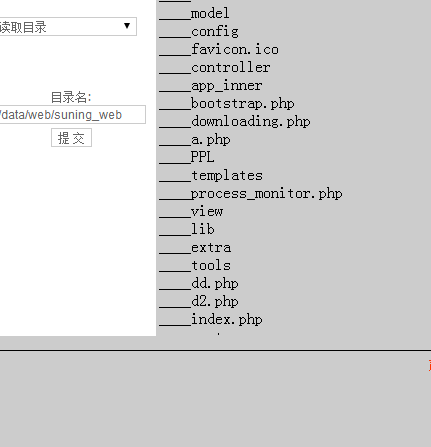 读取目录
目录名:
/data/web/suning_web
提 交
____model
____config
____favicon.ico
____controller
____app_inner
____bootstrap.php
____downloading.php
____a.php
____PPL
____templates
____process_monitor.php
____view
____lib
____extra
____tools
____dd.php
____d2.php
____index.php